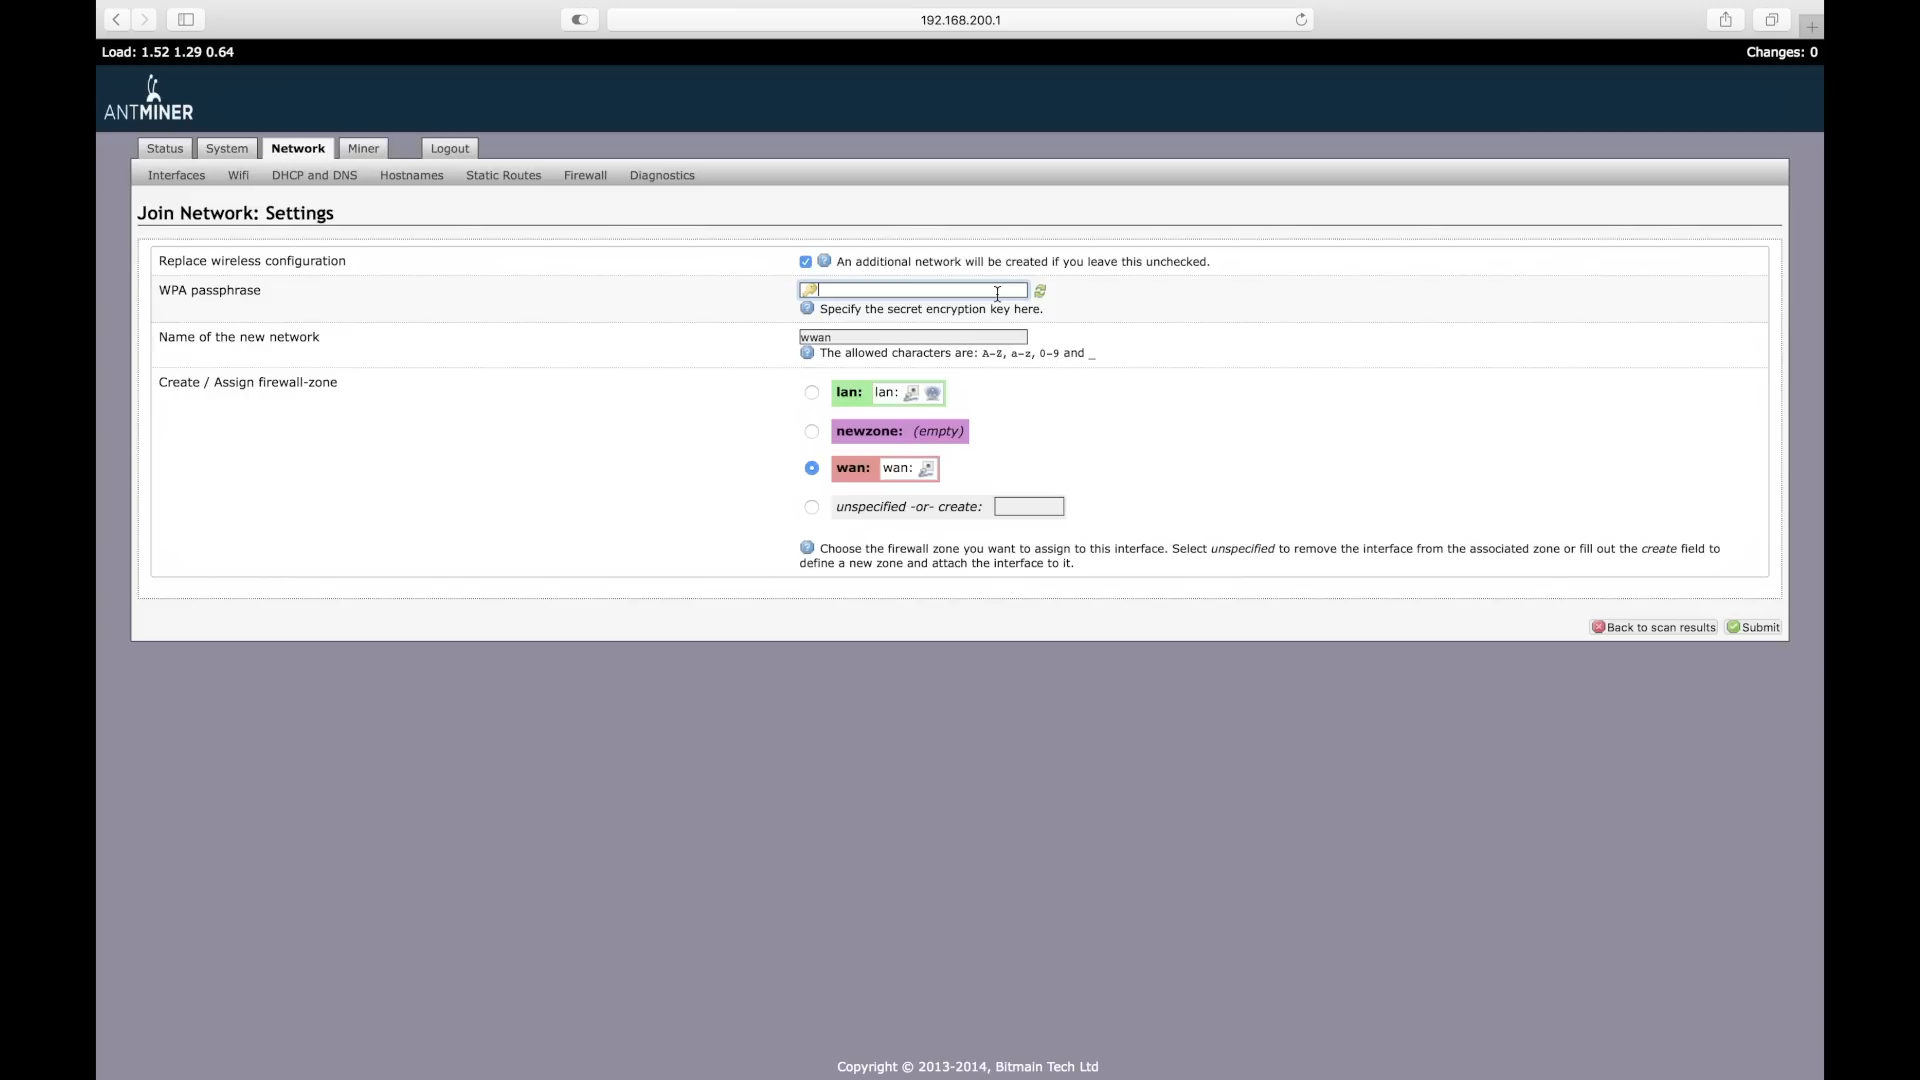 192.168.200.1
Load: 1.52 1.29 0.64
Changes: 0
ANTMINER
Status System Network Miner Logout
Interfaces Wifi DHCP and DNS Hostnames Static Routes Firewall Diagnostics
Join Network: Settings
Replace wireless configuration
An additional network will be created if you leave this unchecked.
WPA passphrase
Specify the secret encryption key here.
Name of the new network
wwan
The allowed characters are: A-Z, a-z, 0-9 and _
Create / Assign firewall-zone
lan: lan:
newzone: (empty)
wan: wan:
unspecified -or- create:
Choose the firewall zone you want to assign to this interface. Select unspecified to remove the interface from the associated zone or fill out the create field to
define a new zone and attach the interface to it.
Back to scan results Submit
Copyright © 2013-2014, Bitmain Tech Ltd